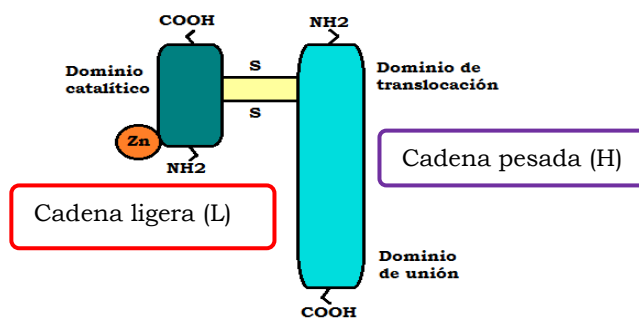 COOH
NH2
Dominio
catalítico
S
S
Dominio de
translocación
Zn
NH2
Cadena pesada (H)
Cadena ligera (L)
Dominio
de unión
COOH